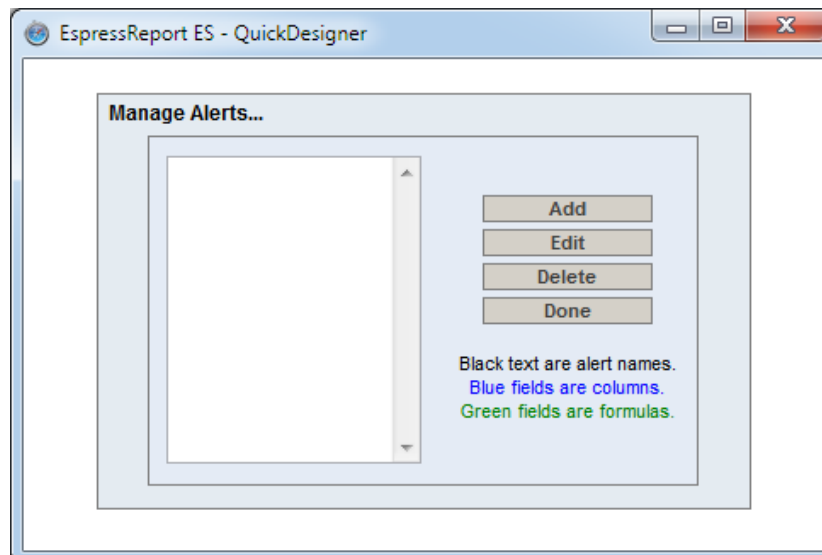 EspressReport ES - QuickDesigner
Manage Alerts...
Add
Edit
Delete
Done
Black text are alert names.
Blue fields are columns.
Green fields are formulas.